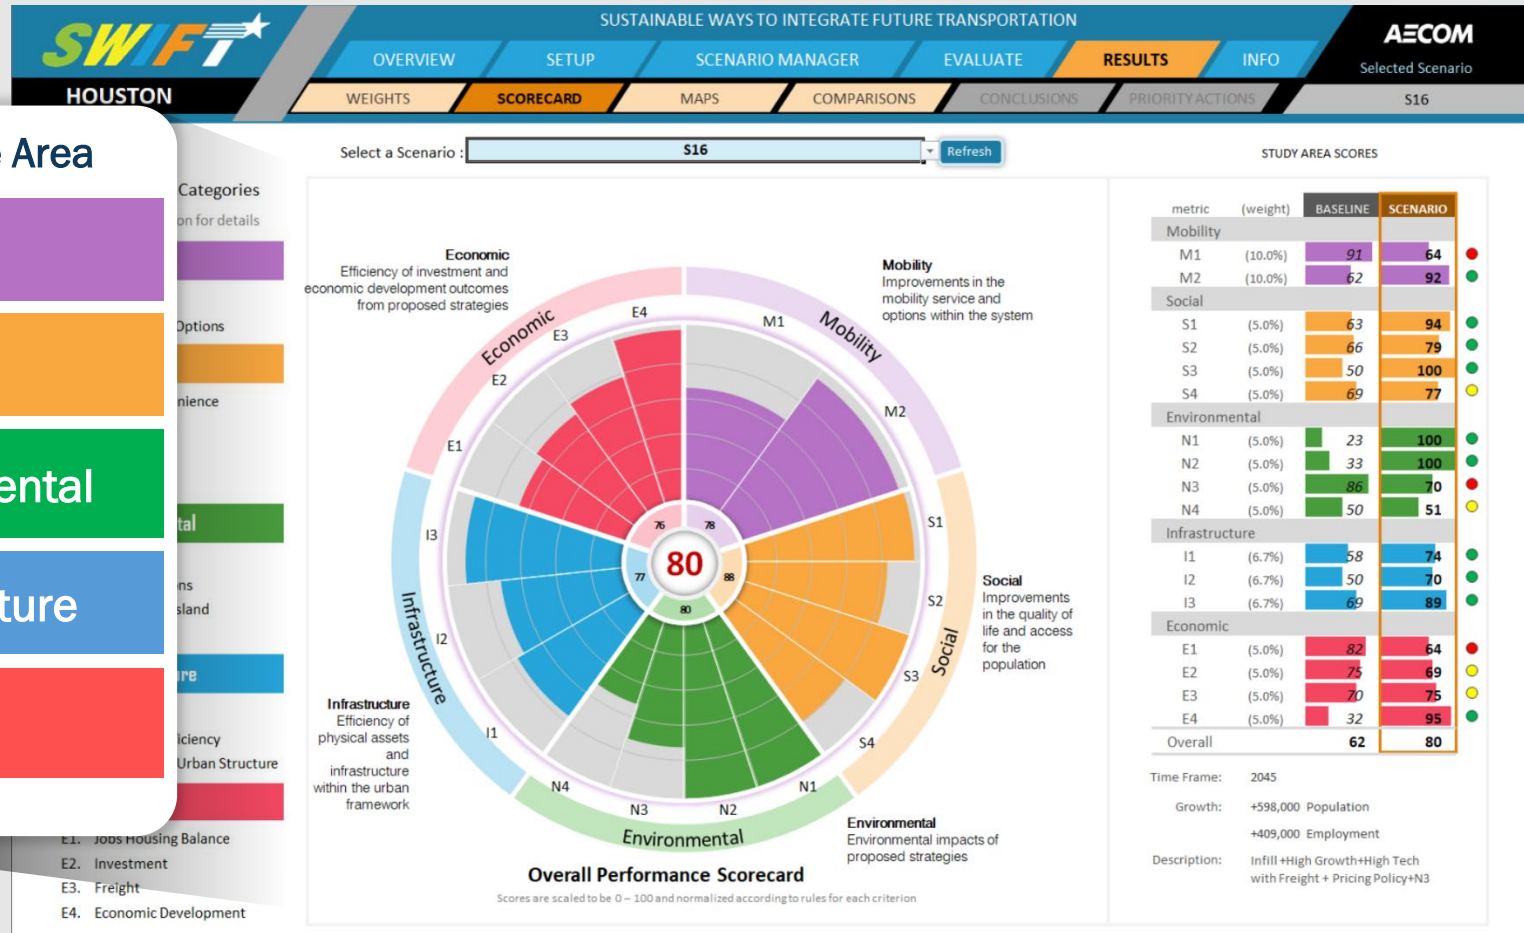 SWIFT
HOUSTON
SUSTAINABLE WAYS TO INTEGRATE FUTURE TRANSPORTATION
OVERVIEW SETUP SCENARIO MANAGER EVALUATE RESULTS INFO
WEIGHTS SCORECARD MAPS COMPARISONS CONCLUSIONS PRIORITY ACTIONS
AECOM
Selected Scenario
S16
Area
ental
ture
Categories
on for details
Options
nience
tal
ns
sland
re
iciency
Urban Structure
E1. Jobs Housing Balance
E2. Investment
E3. Freight
E4. Economic Development
Select a Scenario : S16 Refresh
Economic
Efficiency of investment and
economic development outcomes
from proposed strategies
Mobility
Improvements in the
mobility service and
options within the system
Social
Improvements
in the quality of
life and access
for the
population
Environmental
Environmental impacts of
proposed strategies
Infrastructure
Efficiency of
physical assets
and
infrastructure
within the urban
framework
Economic
Mobility
Social
Environmental
Infrastructure
M1
M2
S1
S2
S3
S4
N1
N2
N3
N4
I1
I2
I3
E1
E2
E3
E4
76
78
88
80
77
80
Overall Performance Scorecard
Scores are scaled to be 0 – 100 and normalized according to rules for each criterion
STUDY AREA SCORES
metric (weight) BASELINE SCENARIO
Mobility
M1 (10.0%) 91 64
M2 (10.0%) 62 92
Social
S1 (5.0%) 63 94
S2 (5.0%) 66 79
S3 (5.0%) 50 100
S4 (5.0%) 69 77
Environmental
N1 (5.0%) 23 100
N2 (5.0%) 33 100
N3 (5.0%) 86 70
N4 (5.0%) 50 51
Infrastructure
I1 (6.7%) 58 74
I2 (6.7%) 50 70
I3 (6.7%) 69 89
Economic
E1 (5.0%) 82 64
E2 (5.0%) 75 69
E3 (5.0%) 70 75
E4 (5.0%) 32 95
Overall 62 80
Time Frame: 2045
Growth: +598,000 Population
+409,000 Employment
Description: Infill +High Growth+High Tech
with Freight + Pricing Policy+N3